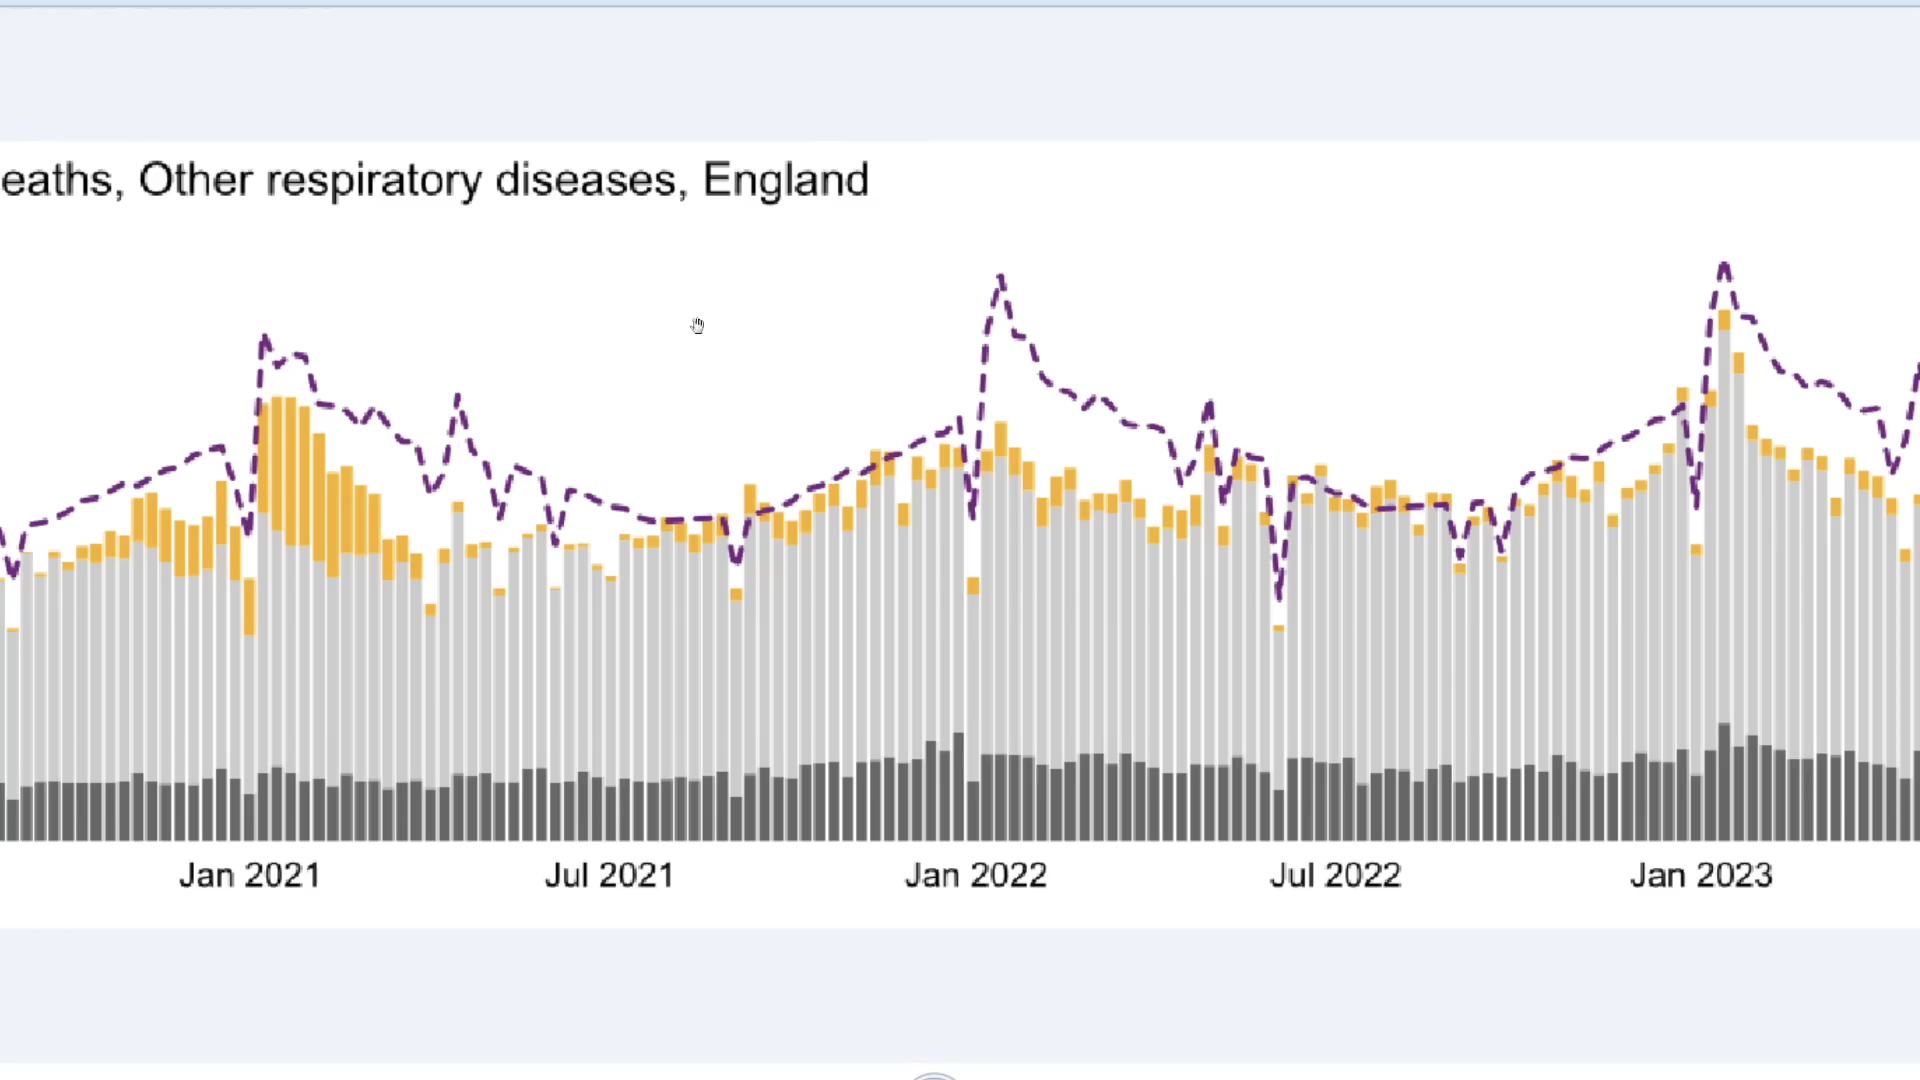 eaths, Other respiratory diseases, England
Jan 2021 Jul 2021 Jan 2022 Jul 2022 Jan 2023